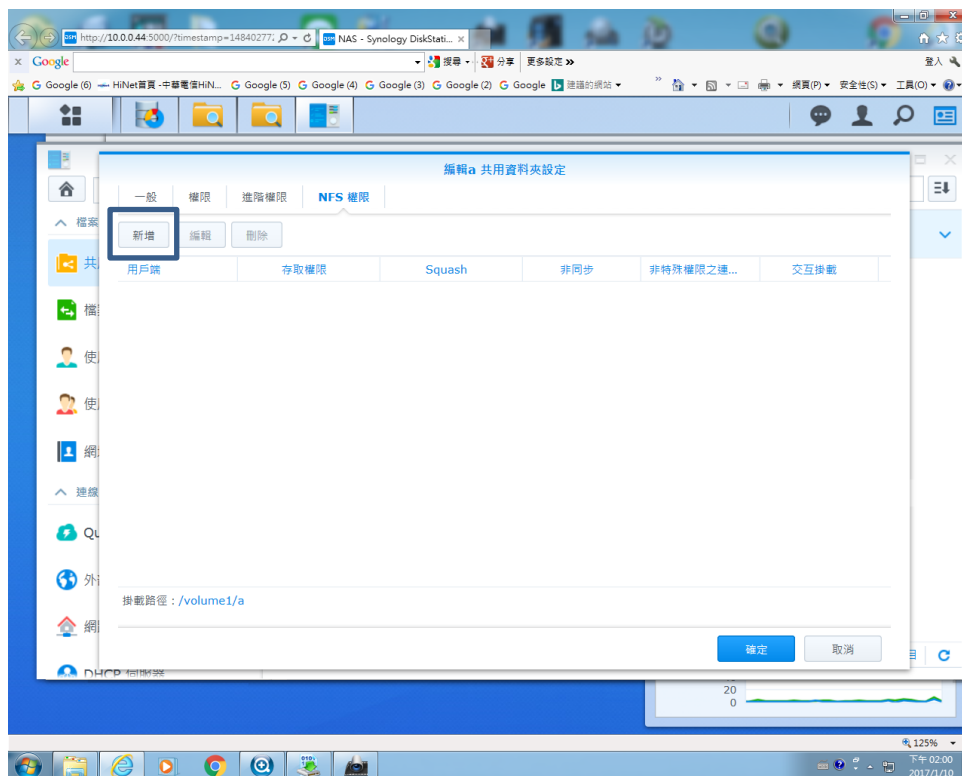 http://10.0.0.44:5000/?timestamp=14840277: NAS - Synology DiskStati... ×
x Google 搜尋 分享 更多設定 » 登入
Google (6) HiNet首頁 -中華電信HiN... Google (5) Google (4) Google (3) Google (2) Google 建議的網站 網頁(P) 安全性(S) 工具(O)
編輯a 共用資料夾設定
一般 權限 進階權限 NFS 權限
檔案
新增 編輯 刪除
共
用戶端 存取權限 Squash 非同步 非特殊權限之連... 交互掛載
檔
使
使
網
連線
Qu
外
掛載路徑：/volume1/a
網
確定 取消
DHCP 伺服器
20
0
125%
下午 02:00
2017/1/10